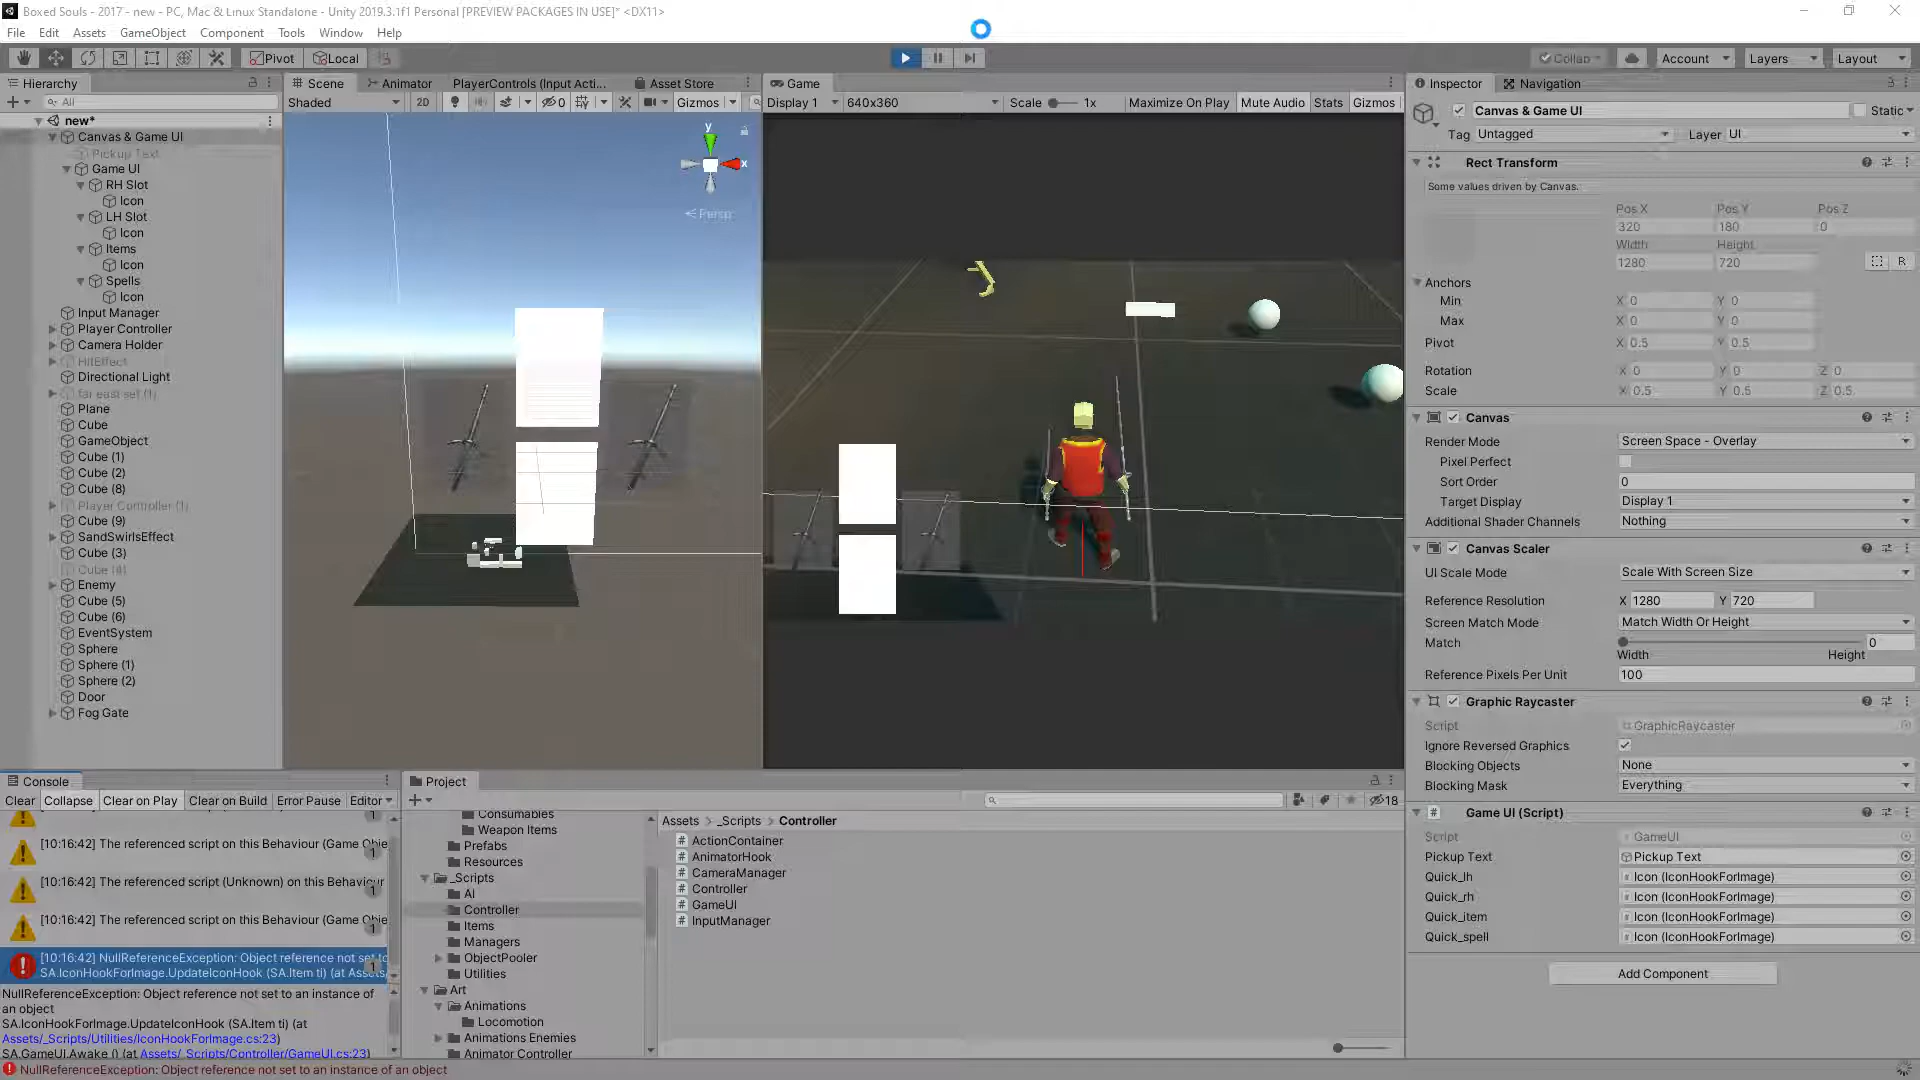 Boxed Souls - 2017 - new - PC, Mac & Linux Standalone - Unity 2019.3.1f1 Personal [PREVIEW PACKAGES IN USE]* <DX11>
File Edit Assets GameObject Component Tools Window Help
Pivot Local Collab Account Layers Layout
Hierarchy
All
new*
Canvas & Game UI
Pickup Text
Game UI
RH Slot
Icon
LH Slot
Icon
Items
Icon
Spells
Icon
Input Manager
Player Controller
Camera Holder
HitEffect
Directional Light
far east set (1)
Plane
Cube
GameObject
Cube (1)
Cube (2)
Cube (8)
Player Controller (1)
Cube (9)
SandSwirlsEffect
Cube (3)
Cube (4)
Enemy
Cube (5)
Cube (6)
EventSystem
Sphere
Sphere (1)
Sphere (2)
Door
Fog Gate
Scene Animator PlayerControls (Input Acti... Asset Store
Shaded 2D 0 Gizmos
y
x
Persp
Game
Display 1 640x360 Scale 1x Maximize On Play Mute Audio Stats Gizmos
Inspector Navigation
Canvas & Game UI Static
Tag Untagged Layer UI
Rect Transform
Some values driven by Canvas.
Pos X Pos Y Pos Z
320 180 0
Width Height
1280 720 R
Anchors
Min X 0 Y 0
Max X 0 Y 0
Pivot X 0.5 Y 0.5
Rotation X 0 Y 0 Z 0
Scale X 0.5 Y 0.5 Z 0.5
Canvas
Render Mode Screen Space - Overlay
Pixel Perfect
Sort Order 0
Target Display Display 1
Additional Shader Channels Nothing
Canvas Scaler
UI Scale Mode Scale With Screen Size
Reference Resolution X 1280 Y 720
Screen Match Mode Match Width Or Height
Match 0
Width Height
Reference Pixels Per Unit 100
Graphic Raycaster
Script GraphicRaycaster
Ignore Reversed Graphics
Blocking Objects None
Blocking Mask Everything
Game UI (Script)
Script GameUI
Pickup Text Pickup Text
Quick_lh Icon (IconHookForImage)
Quick_rh Icon (IconHookForImage)
Quick_item Icon (IconHookForImage)
Quick_spell Icon (IconHookForImage)
Add Component
Console
Clear Collapse Clear on Play Clear on Build Error Pause Editor
1
[10:16:42] The referenced script on this Behaviour (Game Obje 1
[10:16:42] The referenced script (Unknown) on this Behaviour 1
[10:16:42] The referenced script on this Behaviour (Game Obje 1
[10:16:42] NullReferenceException: Object reference not set to 1
SA.IconHookForImage.UpdateIconHook (SA.Item ti) (at Assets/
NullReferenceException: Object reference not set to an instance of
an object
SA.IconHookForImage.UpdateIconHook (SA.Item ti) (at
Assets/_Scripts/Utilities/IconHookForImage.cs:23)
SA.GameUI.Awake () (at Assets/_Scripts/Controller/GameUI.cs:23)
Project
18
Consumables
Weapon Items
Prefabs
Resources
_Scripts
AI
Controller
Items
Managers
ObjectPooler
Utilities
Art
Animations
Locomotion
Animations Enemies
Animator Controller
Assets > _Scripts > Controller
ActionContainer
AnimatorHook
CameraManager
Controller
GameUI
InputManager
NullReferenceException: Object reference not set to an instance of an object